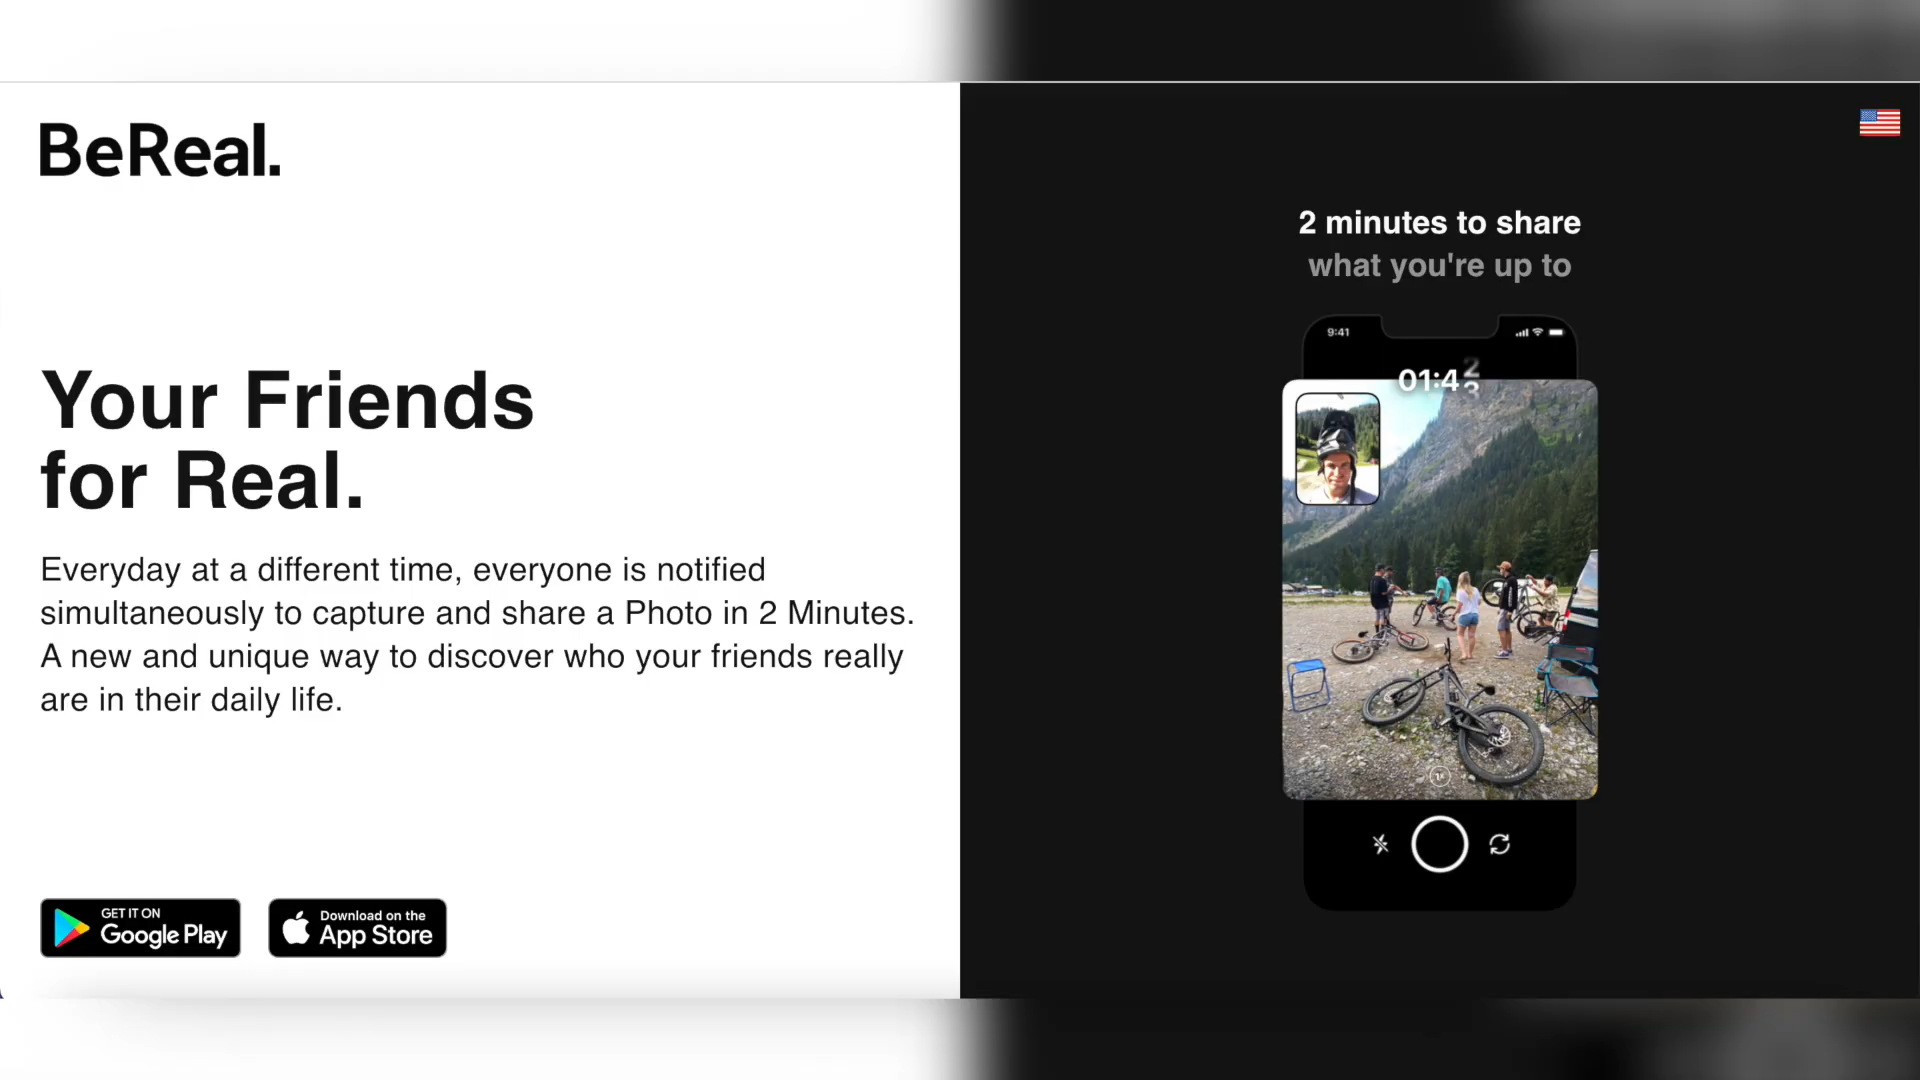 BeReal.
Your Friends
for Real.
Everyday at a different time, everyone is notified
simultaneously to capture and share a Photo in 2 Minutes.
A new and unique way to discover who your friends really
are in their daily life.
GET IT ON
Google Play
Download on the
App Store
2 minutes to share
what you're up to
9:41
01:4
1x